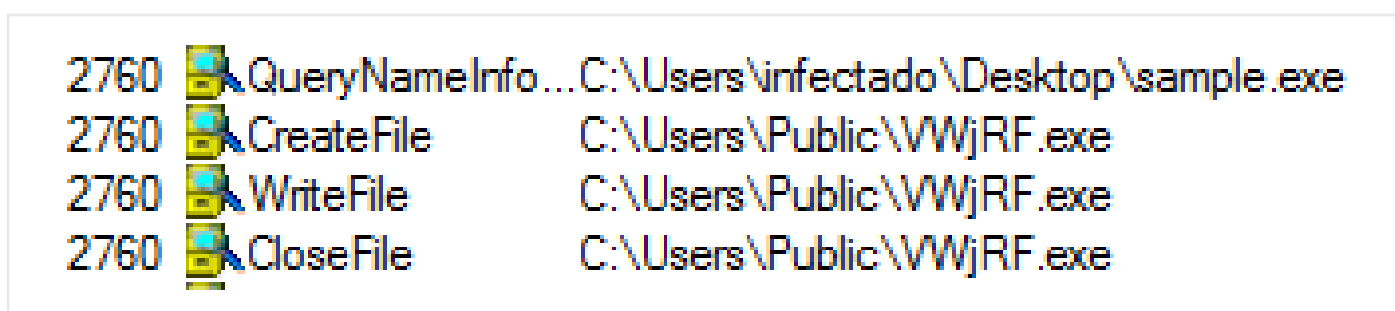 2760 QueryNameInfo...C:\Users\infectado\Desktop\sample.exe
2760 CreateFile C:\Users\Public\VWjRF.exe
2760 WriteFile C:\Users\Public\VWjRF.exe
2760 CloseFile C:\Users\Public\VWjRF.exe